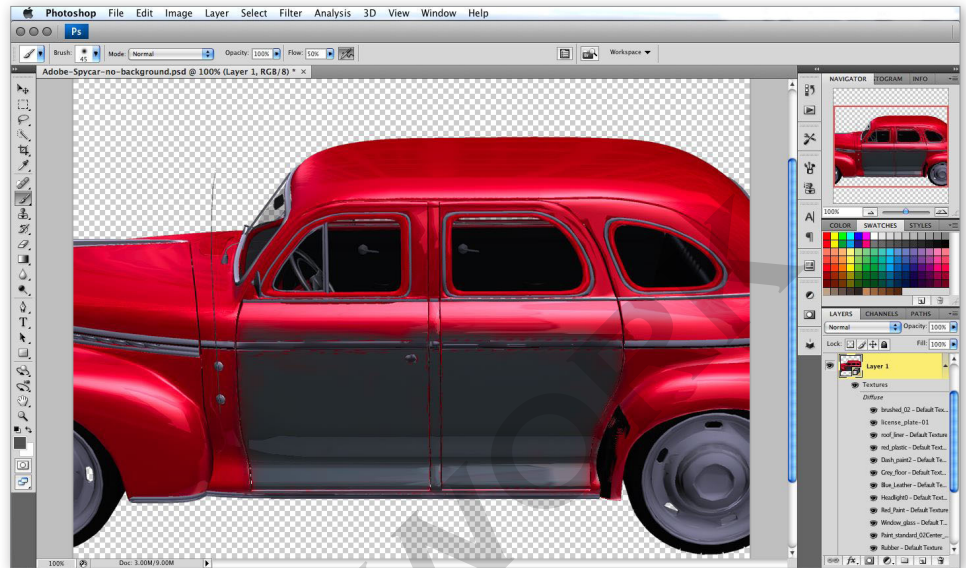 Photoshop File Edit Image Layer Select Filter Analysis 3D View Window Help
Ps
Brush: 45 Mode: Normal Opacity: 100% Flow: 50% Workspace
Adobe-Spycar-no-background.psd @ 100% (Layer 1, RGB/8) *
NAVIGATOR TOGRAM INFO
100%
COLOR SWATCHES STYLES
LAYERS CHANNELS PATHS
Normal Opacity: 100%
Lock: Fill: 100%
Layer 1
Textures
Diffuse
brushed_02 - Default Tex...
license_plate-01
roof_liner - Default Texture
red_plastic - Default Text...
Dash_paint2 - Default Te...
Grey_floor - Default Text...
Blue_Leather - Default Te...
Headlight0 - Default Text...
Red_Paint - Default Texture
Window_glass - Default T...
Paint_standard_02Center_...
Rubber - Default Texture
100% Doc: 3.00M/9.00M